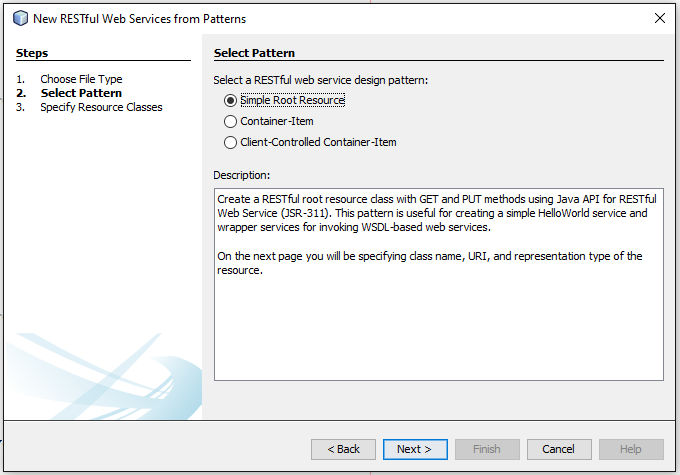 New RESTful Web Services from Patterns
Steps
1. Choose File Type
2. Select Pattern
3. Specify Resource Classes
Select Pattern
Select a RESTful web service design pattern:
Simple Root Resource
Container-Item
Client-Controlled Container-Item
Description:
Create a RESTful root resource class with GET and PUT methods using Java API for RESTful
Web Service (JSR-311). This pattern is useful for creating a simple HelloWorld service and
wrapper services for invoking WSDL-based web services.
On the next page you will be specifying class name, URI, and representation type of the
resource.
< Back
Next >
Finish
Cancel
Help